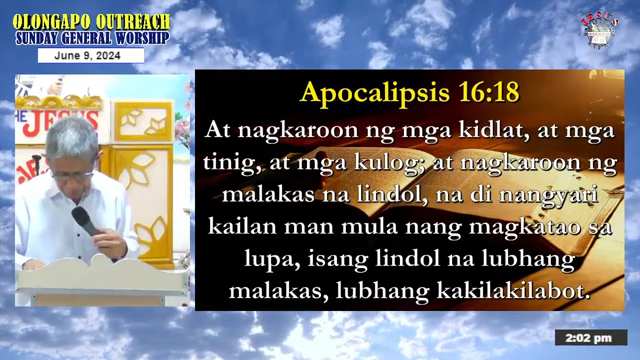 OLONGAPO OUTREACH
SUNDAY GENERAL WORSHIP
June 9, 2024
JESUS
Apocalipsis 16:18
At nagkaroon ng mga kidlat, at mga
tinig, at mga kulog; at nagkaroon ng
malakas na lindol, na di nangyari
kailan man mula nang magkatao sa
lupa, isang lindol na lubhang
malakas, lubhang kakilakilabot.
JESUS
2:02 pm